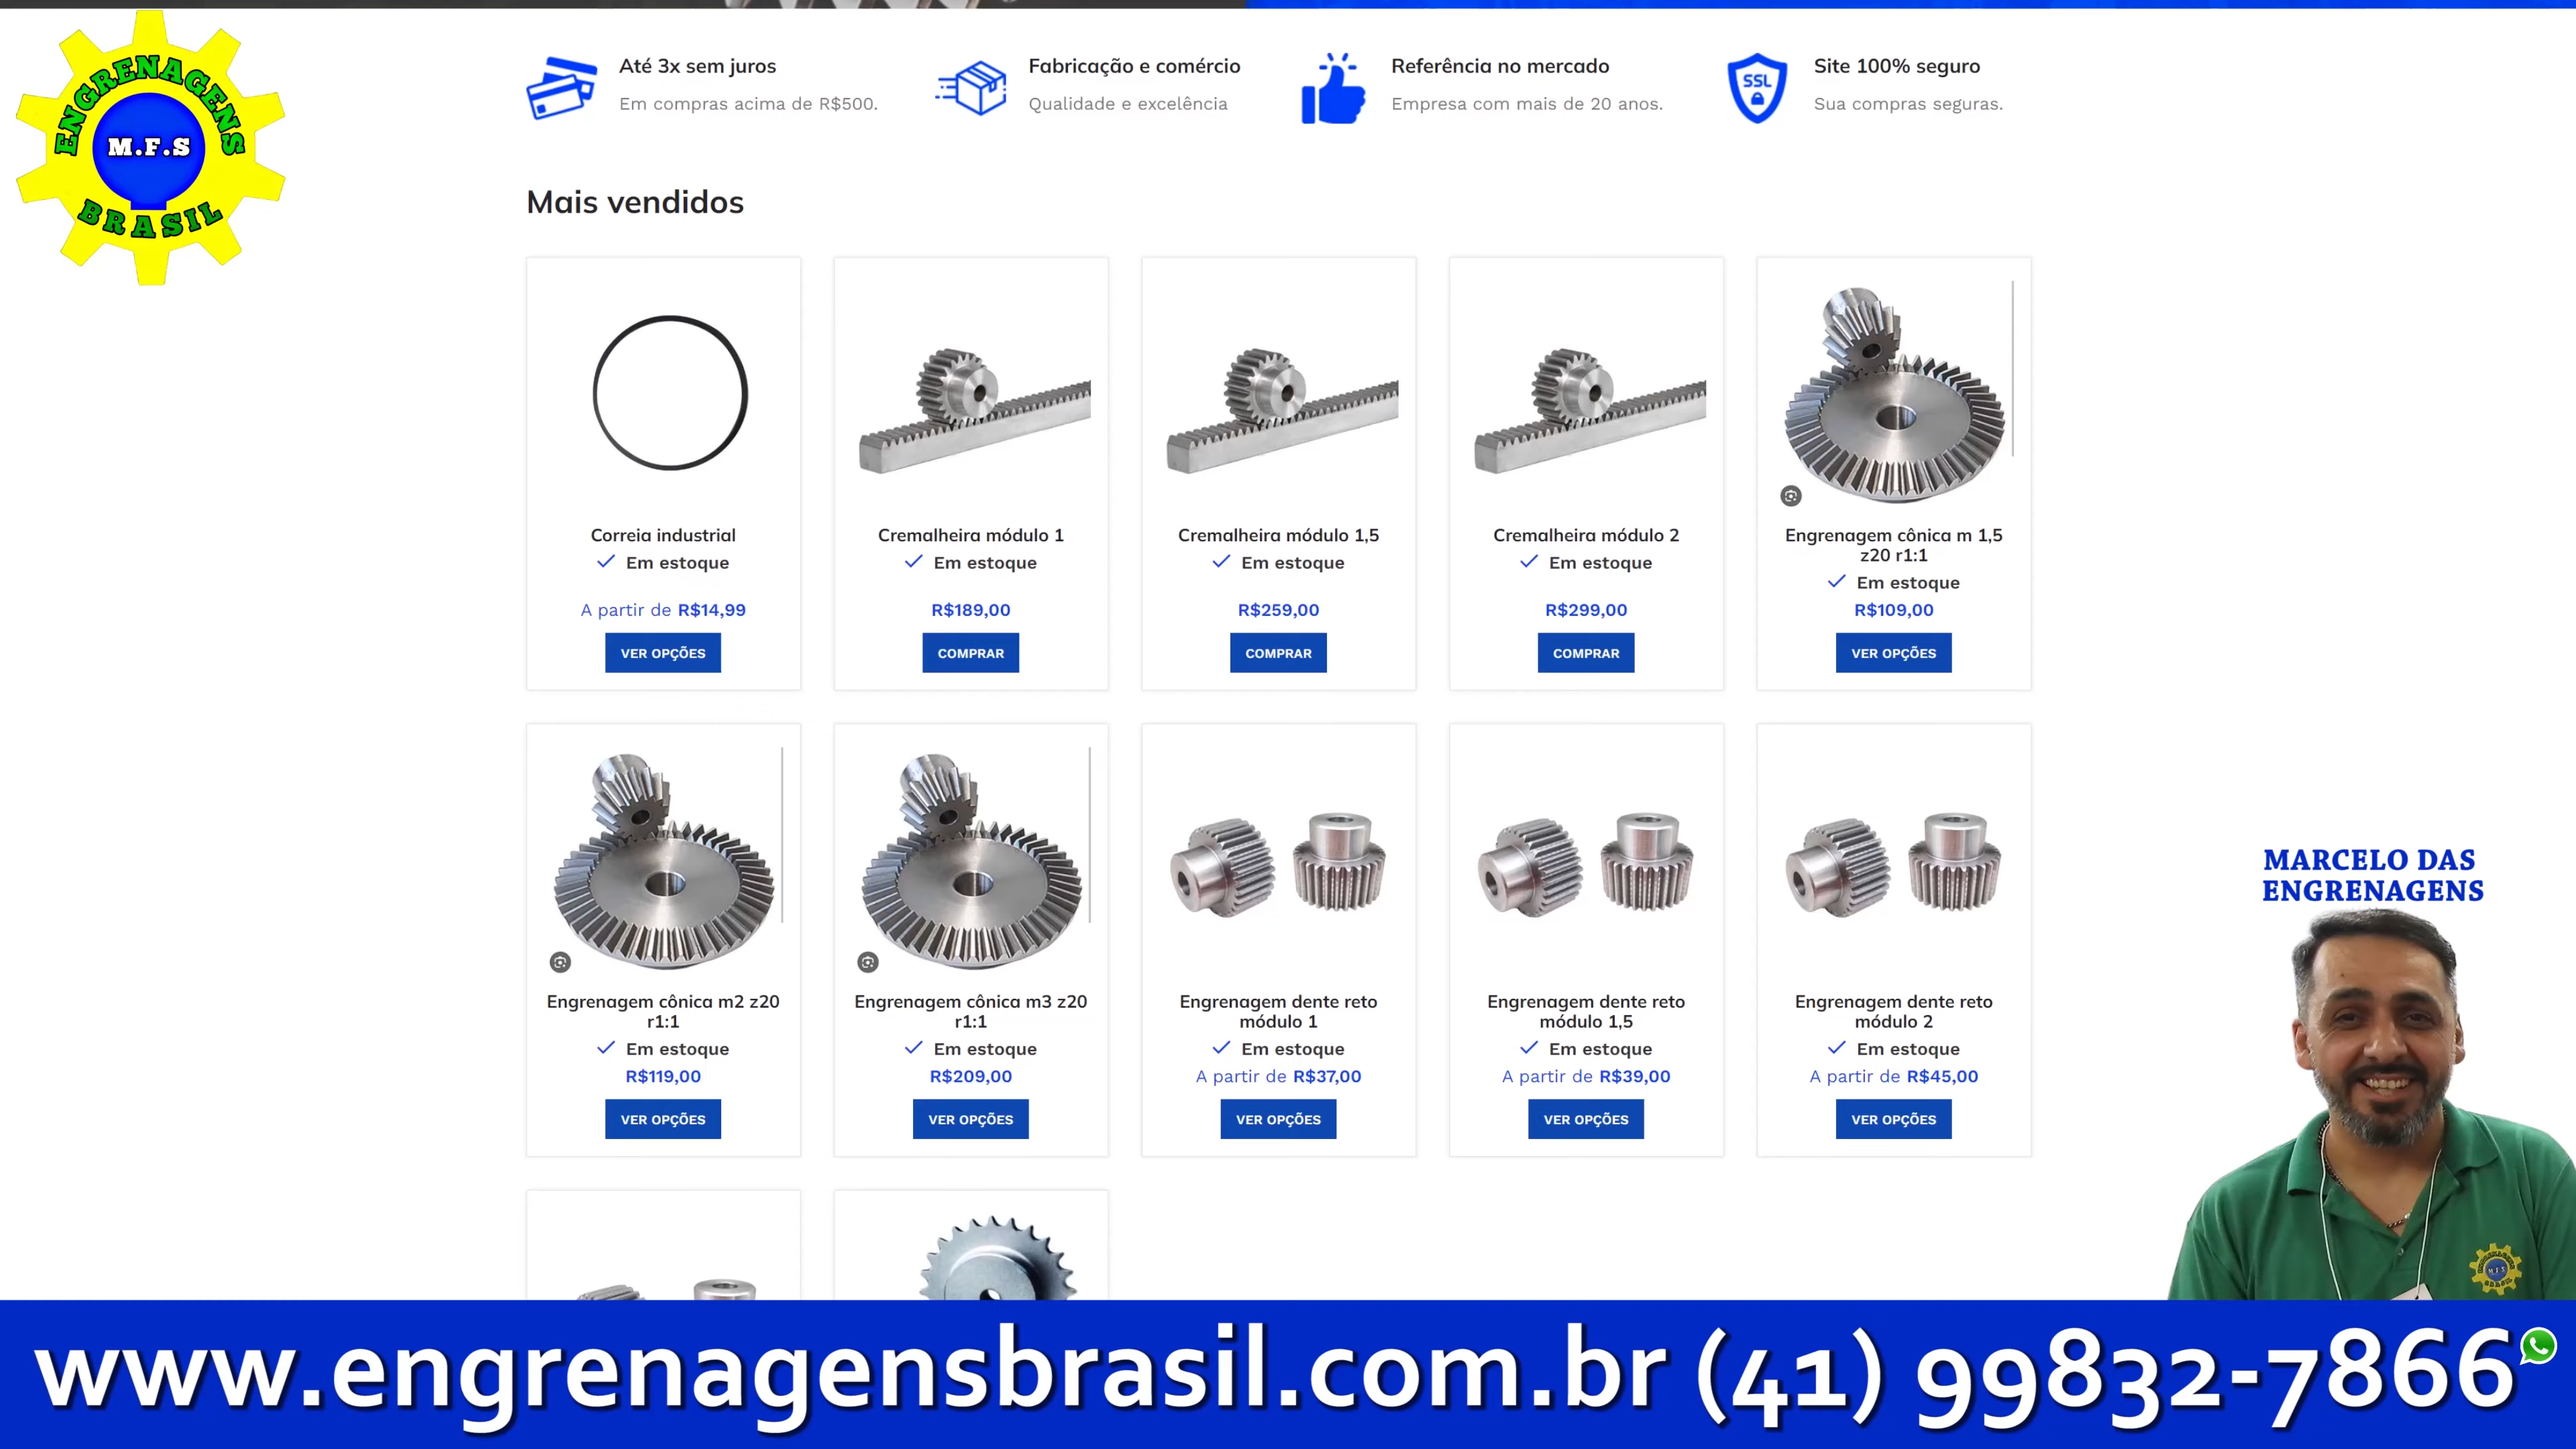 ENGRENAGENS
M.F.S
BRASIL
Até 3x sem juros
Em compras acima de R$500.
Fabricação e comércio
Qualidade e excelência
Referência no mercado
Empresa com mais de 20 anos.
SSL
Site 100% seguro
Sua compras seguras.
Mais vendidos
Correia industrial
Em estoque
A partir de R$14,99
VER OPÇÕES
Cremalheira módulo 1
Em estoque
R$189,00
COMPRAR
Cremalheira módulo 1,5
Em estoque
R$259,00
COMPRAR
Cremalheira módulo 2
Em estoque
R$299,00
COMPRAR
Engrenagem cônica m 1,5
z20 r1:1
Em estoque
R$109,00
VER OPÇÕES
Engrenagem cônica m2 z20
r1:1
Em estoque
R$119,00
VER OPÇÕES
Engrenagem cônica m3 z20
r1:1
Em estoque
R$209,00
VER OPÇÕES
Engrenagem dente reto
módulo 1
Em estoque
A partir de R$37,00
VER OPÇÕES
Engrenagem dente reto
módulo 1,5
Em estoque
A partir de R$39,00
VER OPÇÕES
Engrenagem dente reto
módulo 2
Em estoque
A partir de R$45,00
VER OPÇÕES
MARCELO DAS
ENGRENAGENS
www.engrenagensbrasil.com.br (41) 99832-7866